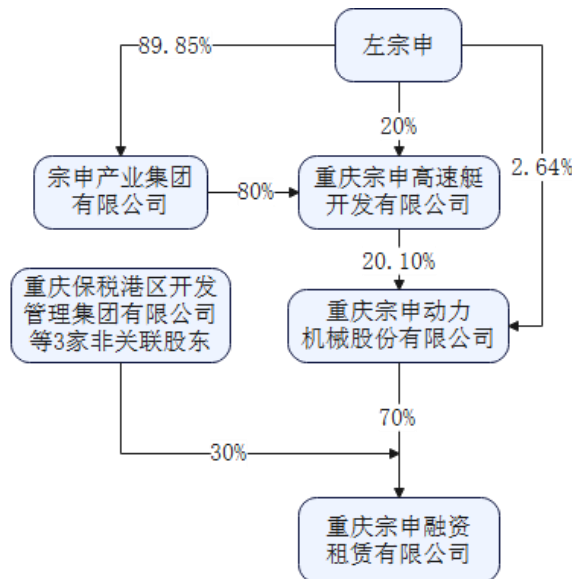 左宗申
89.85%
20%
2.64%
宗申产业集团
有限公司
80%
重庆宗申高速艇
开发有限公司
20.10%
重庆保税港区开发
管理集团有限公司
等3家非关联股东
重庆宗申动力
机械股份有限公司
70%
30%
重庆宗申融资
租赁有限公司